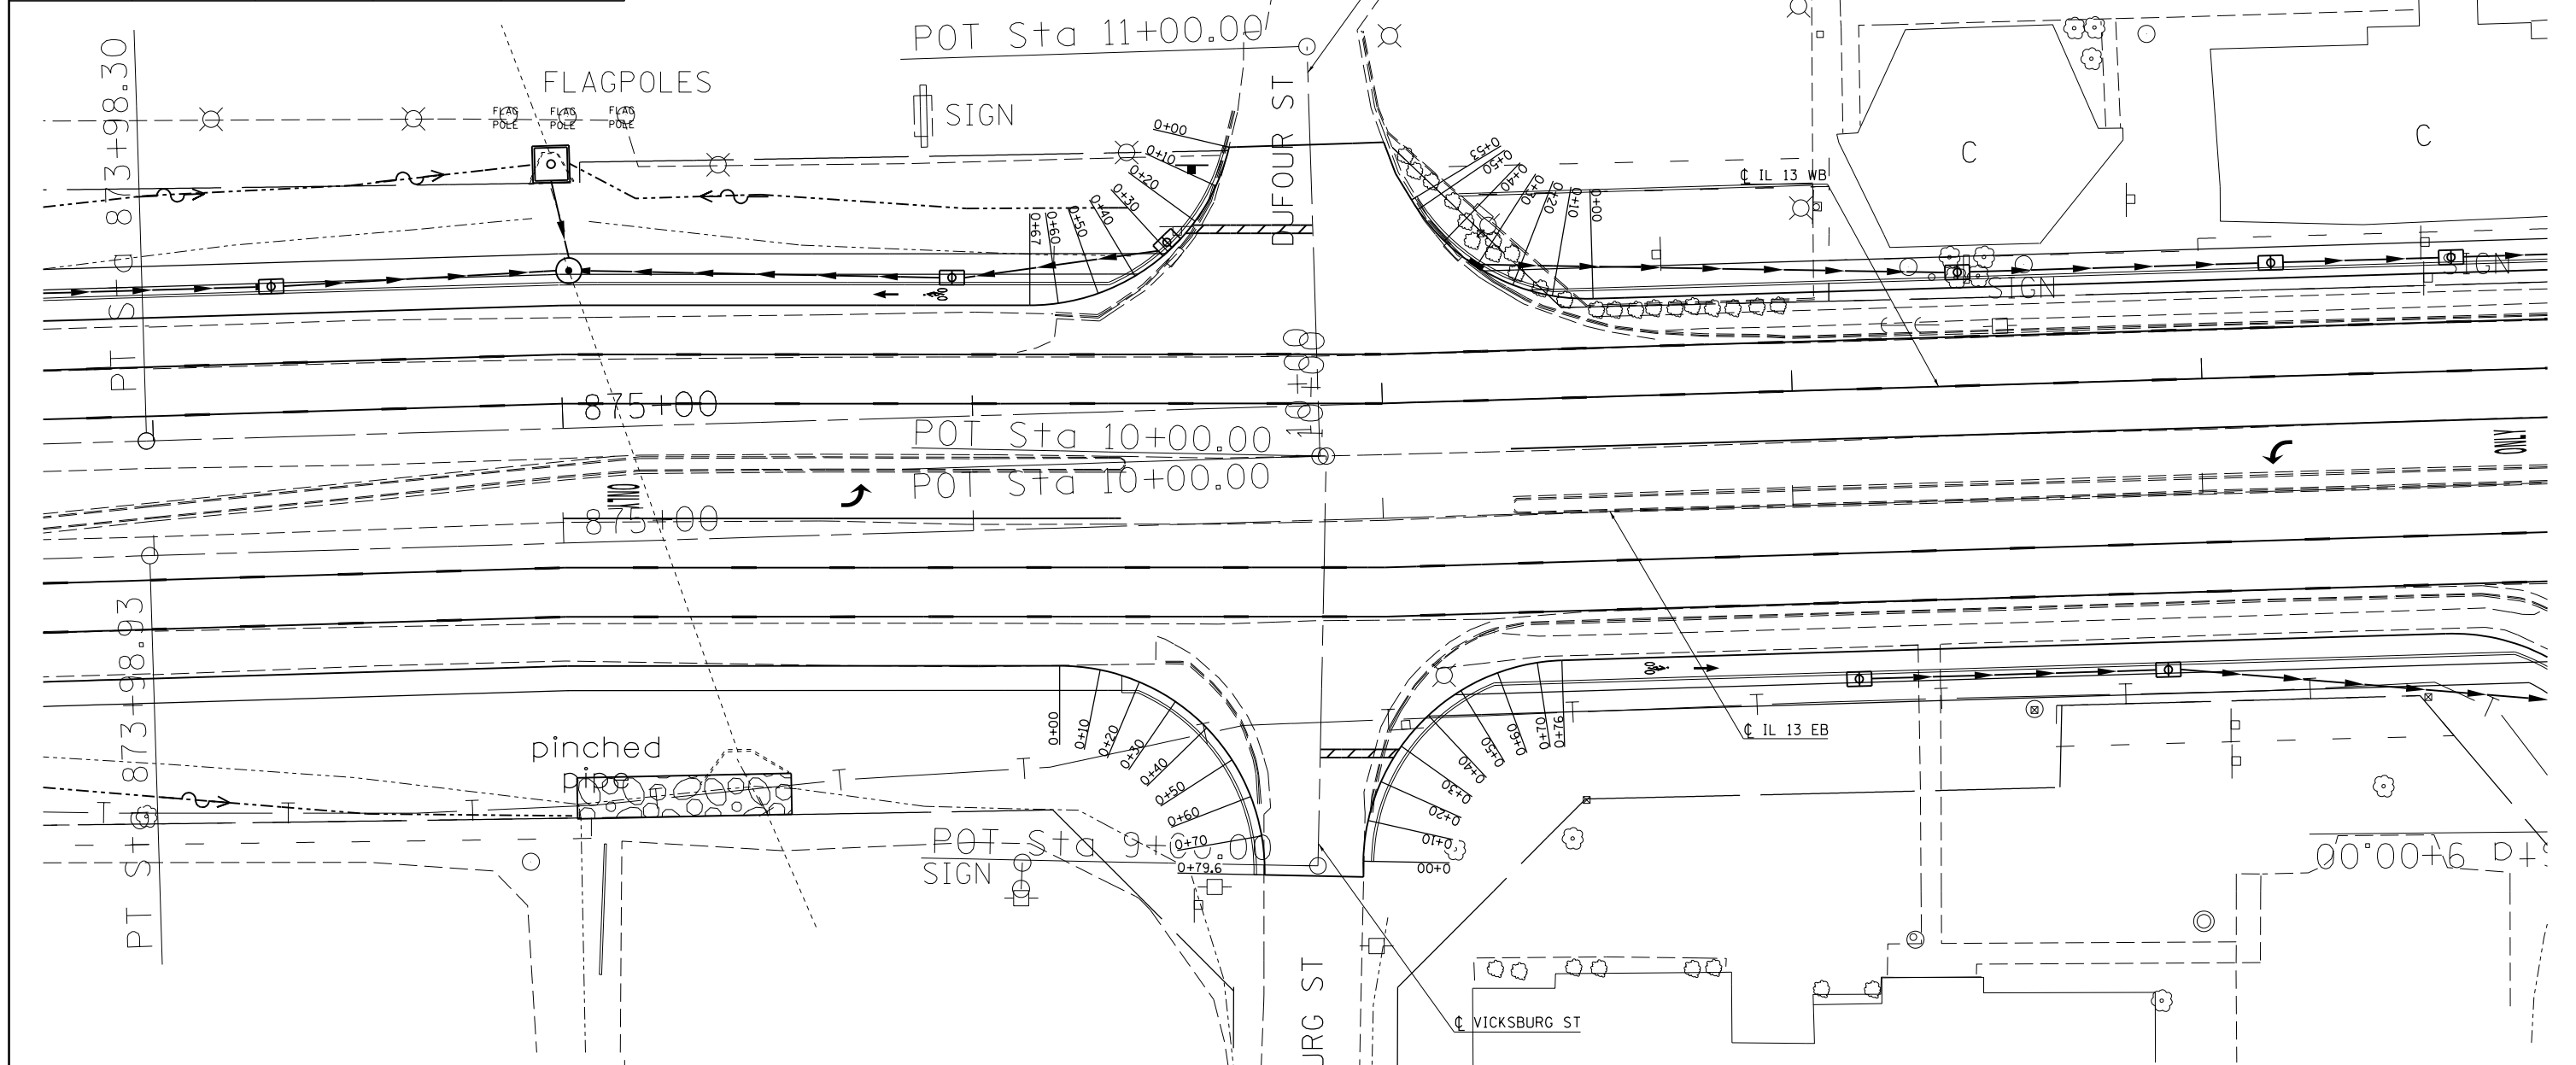 POT Sta 11+00.00
PT Sta 873+98.30
FLAGPOLES
FLAG POLE
FLAG POLE
FLAG POLE
SIGN
DUFOUR ST
0+00
0+10
0+20
0+30
0+40
0+50
0+60
0+67
0+53
0+50
0+40
0+30
0+20
0+10
0+00
℄ IL 13 WB
C
C
SIGN
SIGN
875+00
10+00
POT Sta 10+00.00
POT Sta 10+00.00
ONLY
ONLY
875+00
PT Sta 873+98.93
pinched
pipe
0+00
0+10
0+20
0+30
0+40
0+50
0+60
0+70
0+79.6
0+76
0+70
0+60
0+50
0+40
0+30
0+20
0+10
0+00
℄ IL 13 EB
POT Sta 9+00.00
SIGN
ta 9+00.00
℄ VICKSBURG ST
URG ST